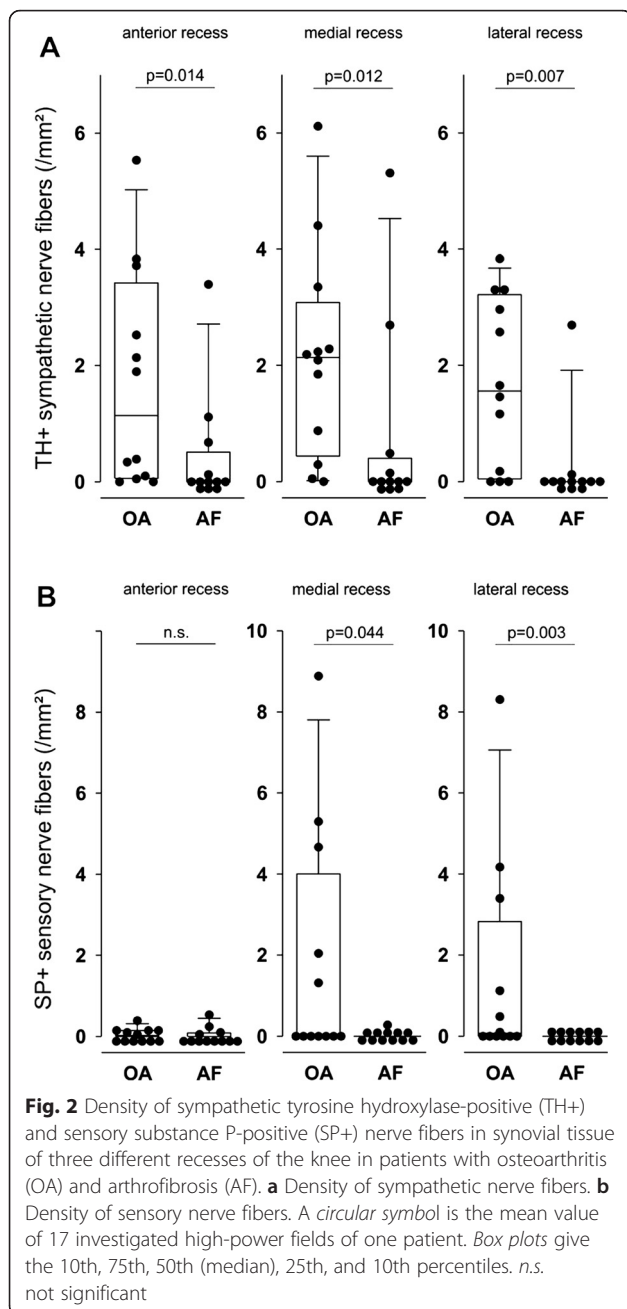 A
anterior recess medial recess lateral recess
p=0.014 p=0.012 p=0.007
TH+ sympathetic nerve fibers (/mm²)
6 6 6
4 4 4
2 2 2
0 0 0
OA AF OA AF OA AF
B
anterior recess medial recess lateral recess
n.s. p=0.044 p=0.003
SP+ sensory nerve fibers (/mm²)
10 10
8 8 8
6 6 6
4 4 4
2 2 2
0 0 0
OA AF OA AF OA AF
Fig. 2 Density of sympathetic tyrosine hydroxylase-positive (TH+)
and sensory substance P-positive (SP+) nerve fibers in synovial tissue
of three different recesses of the knee in patients with osteoarthritis
(OA) and arthrofibrosis (AF). a Density of sympathetic nerve fibers. b
Density of sensory nerve fibers. A circular symbol is the mean value
of 17 investigated high-power fields of one patient. Box plots give
the 10th, 75th, 50th (median), 25th, and 10th percentiles. n.s.
not significant